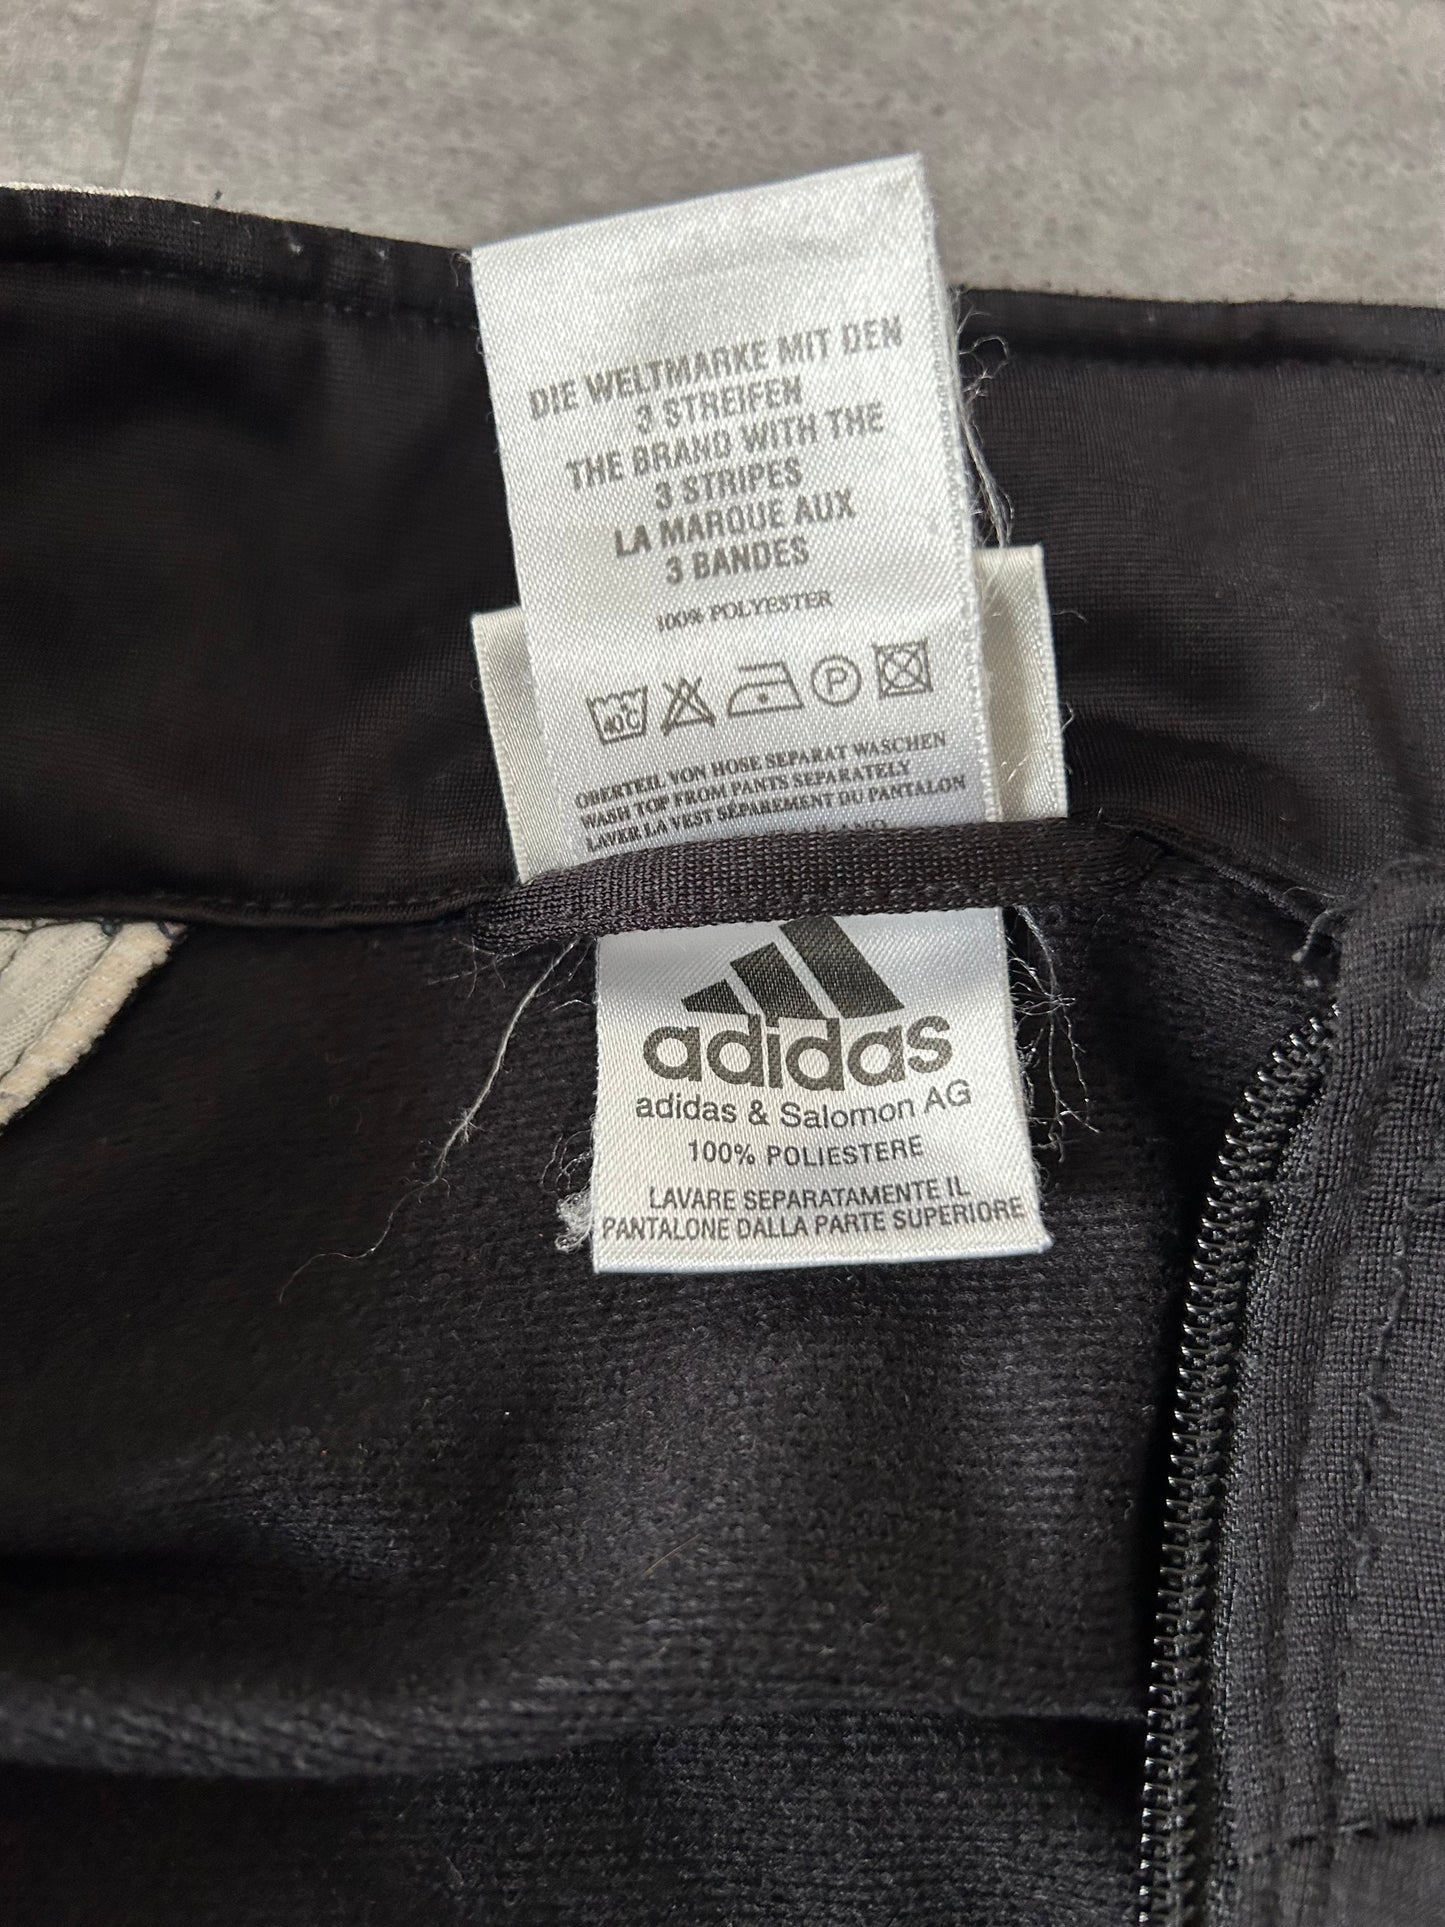 DIE WELTMARKE MIT DEN
3 STREIFEN
THE BRAND WITH THE
3 STRIPES
LA MARQUE AUX
3 BANDES
100% POLYESTER
40°C P
OBERTEIL VON HOSE SEPARAT WASCHEN
WASH TOP FROM PANTS SEPARATELY
LAVER LA VEST SÉPAREMENT DU PANTALON
adidas
adidas & Salomon AG
100% POLIESTERE
LAVARE SEPARATAMENTE IL
PANTALONE DALLA PARTE SUPERIORE